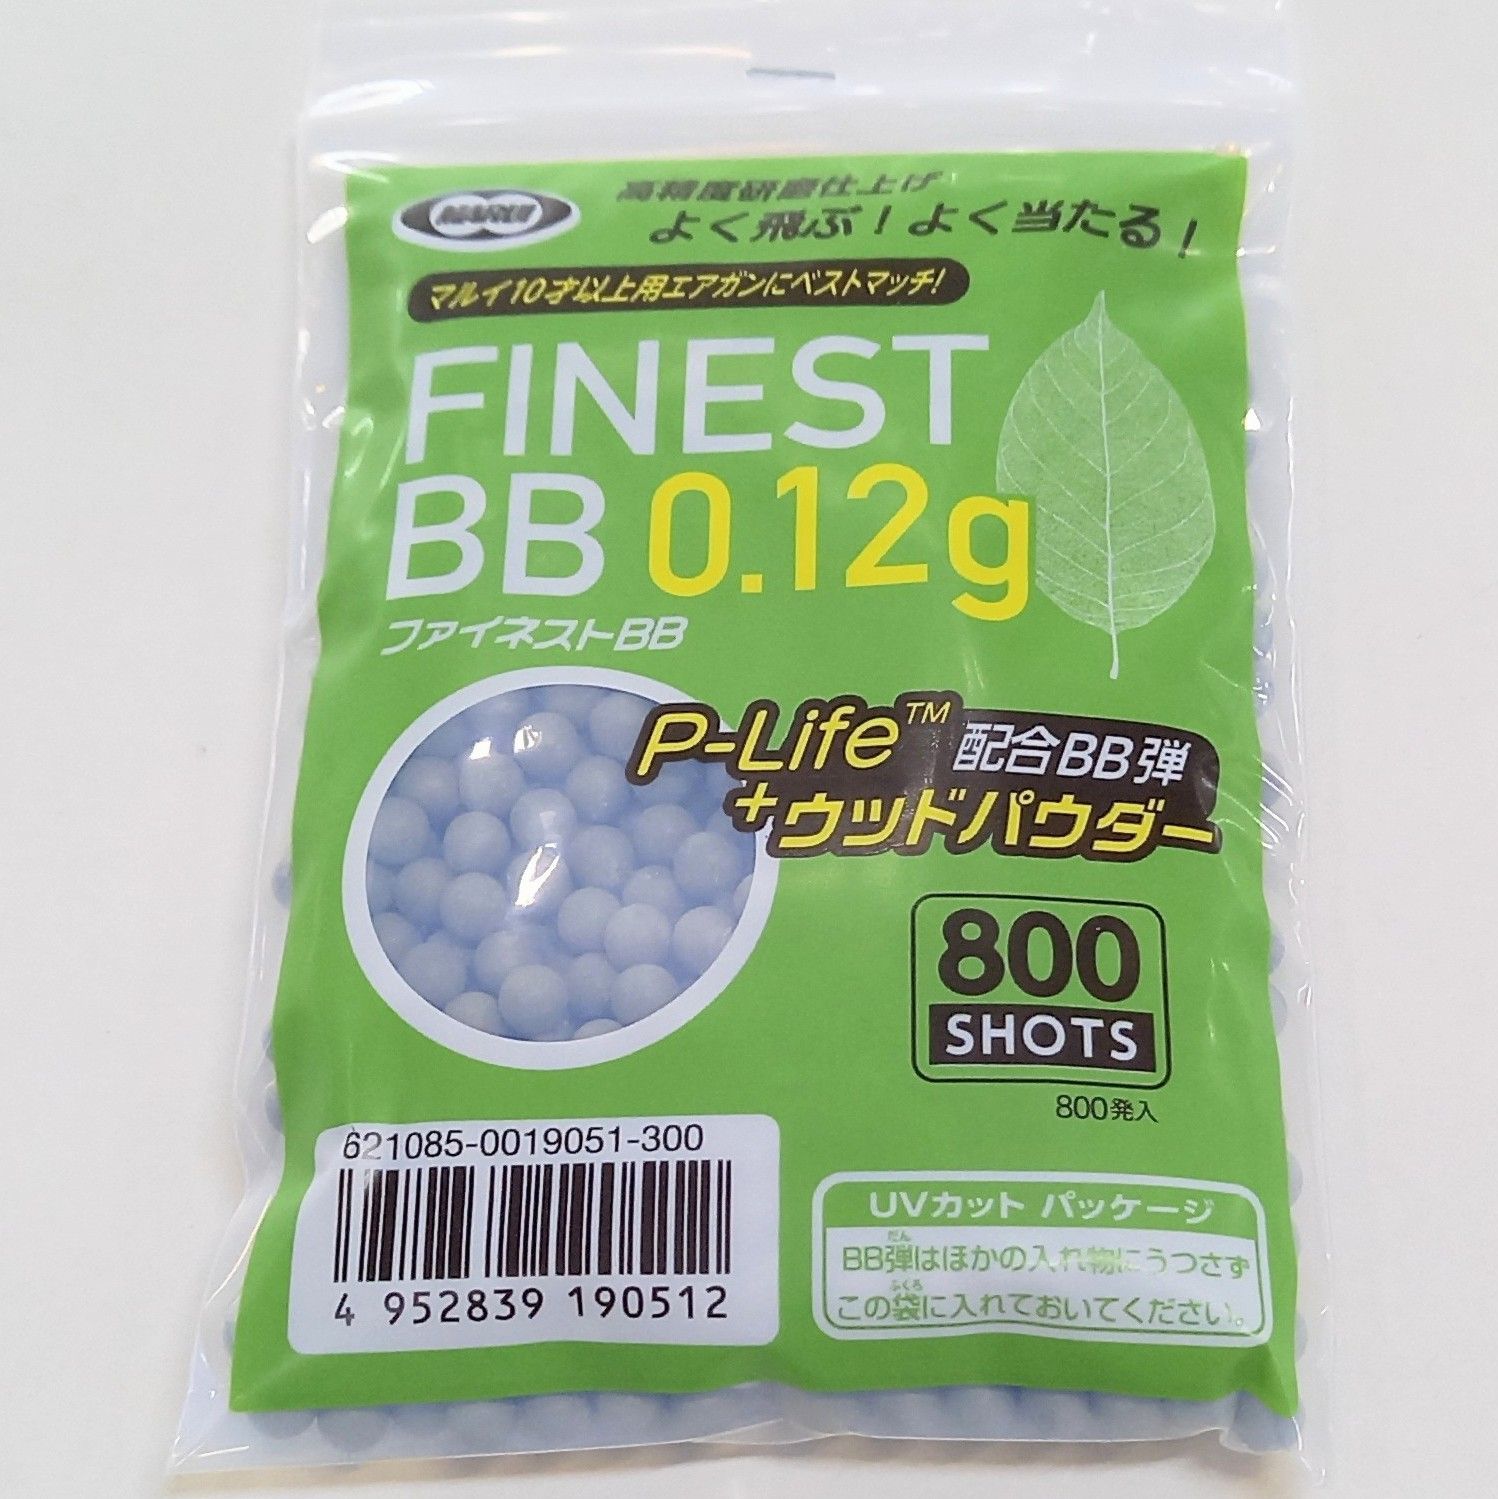 MARUI
高精度研磨仕上げ
よく飛ぶ！よく当たる！
マルイ10才以上用エアガンにベストマッチ!
FINEST
BB 0.12g
ファイネストBB
P-Life™ 配合BB弾
+ウッドパウダー
800
SHOTS
800発入
621085-0019051-300
4 952839 190512
UVカット パッケージ
だん
BB弾はほかの入れ物にうつさず
ふくろ
この袋に入れておいてください。